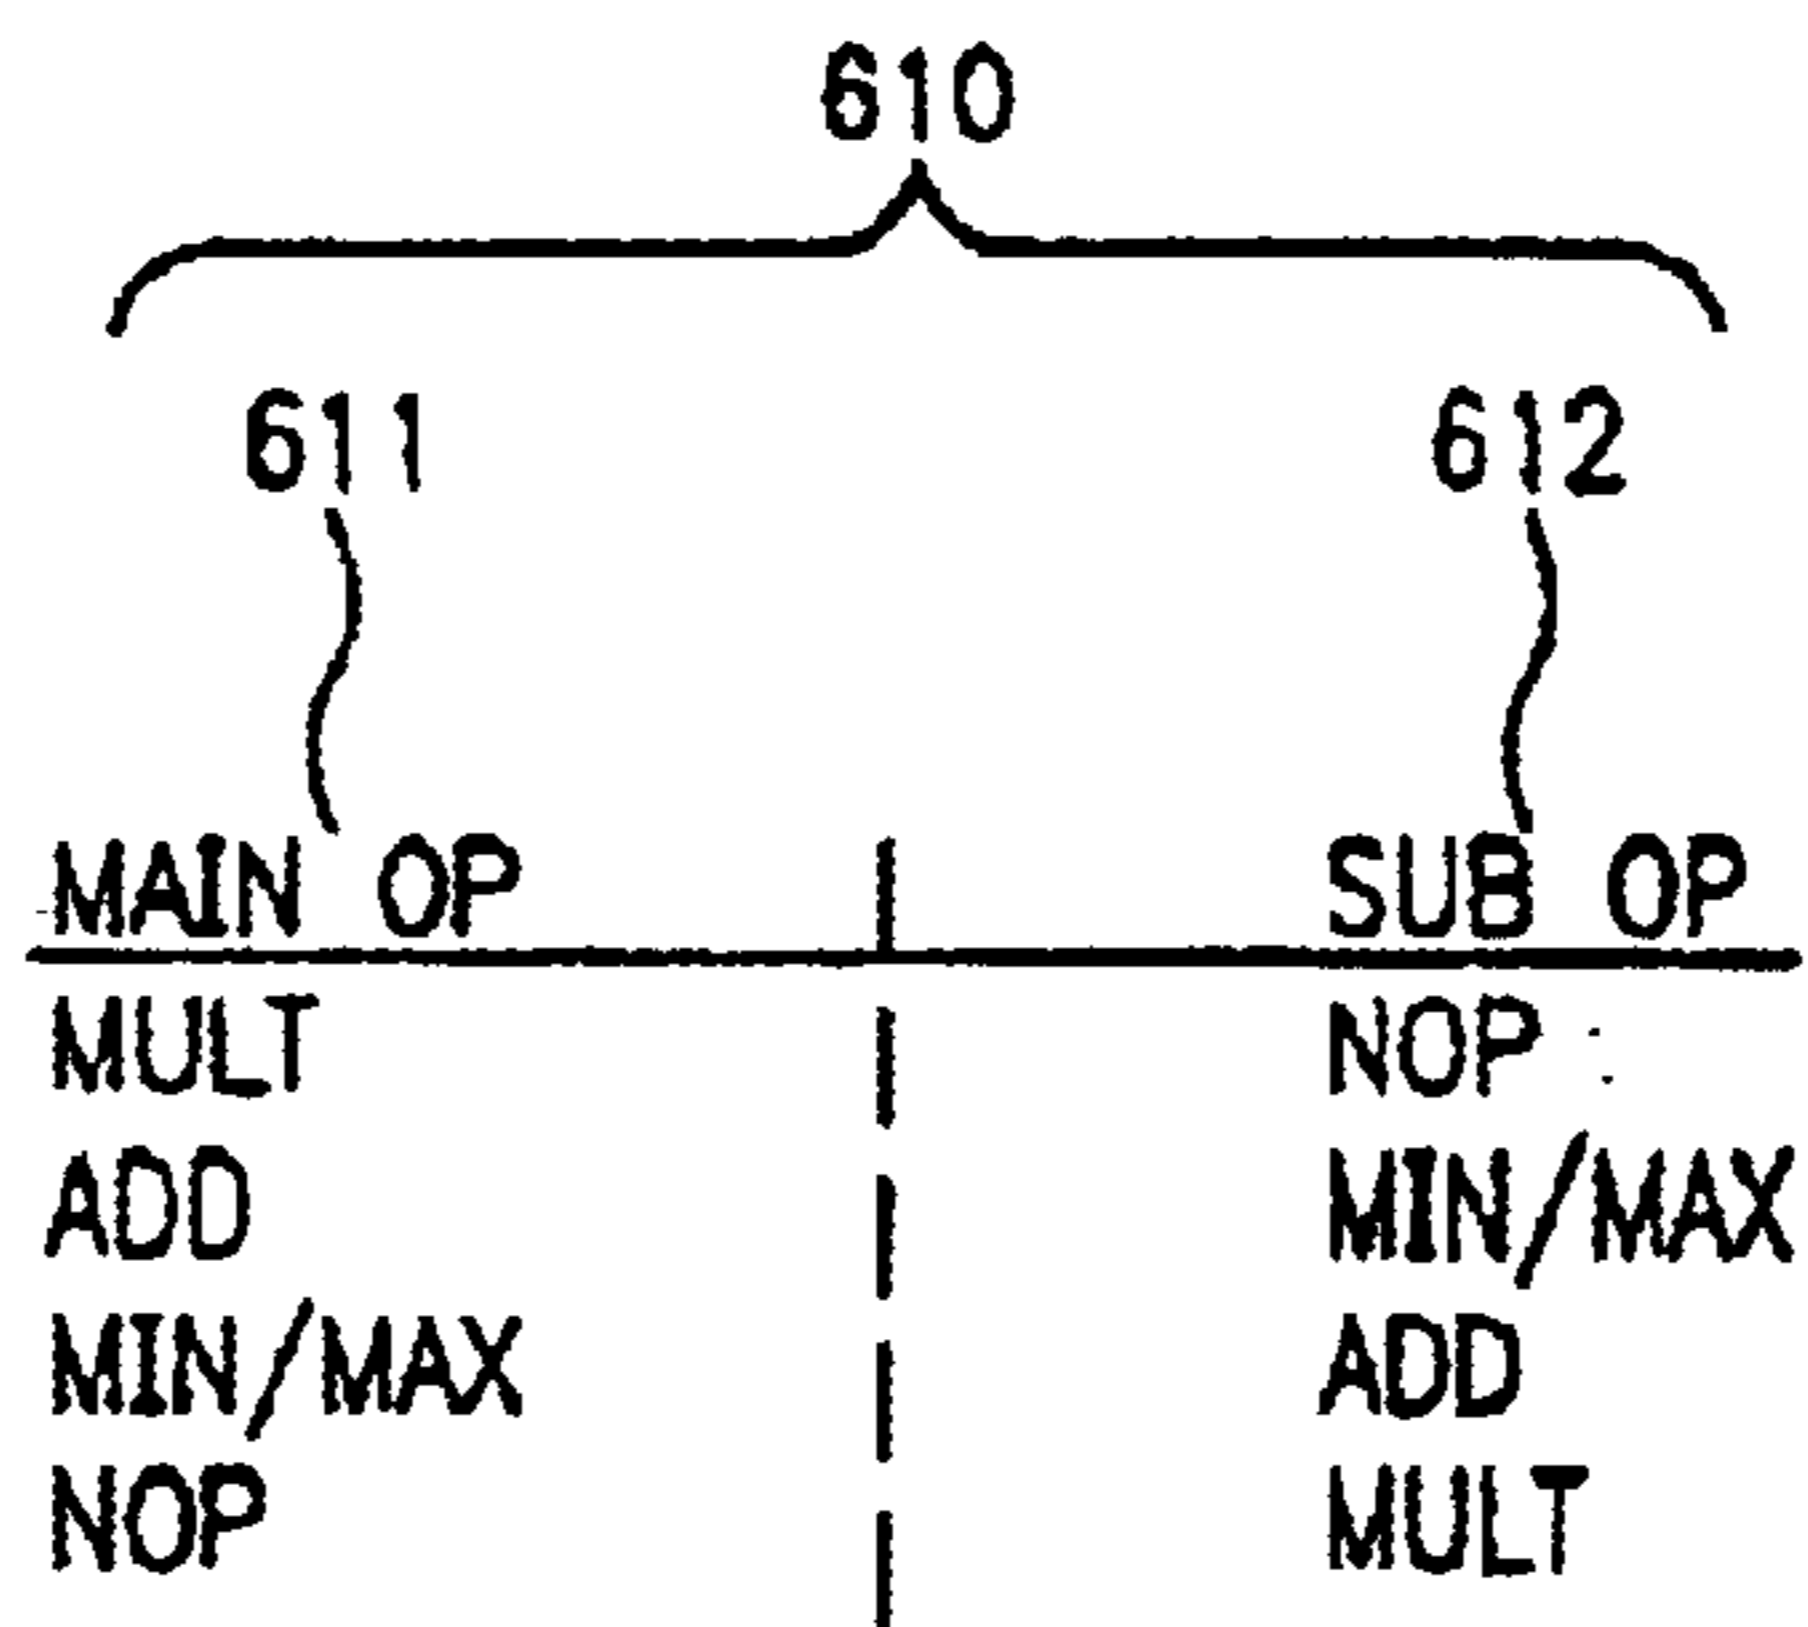 610
611 612
MAIN OP SUB OP
MULT NOP
ADD MIN/MAX
MIN/MAX ADD
NOP MULT